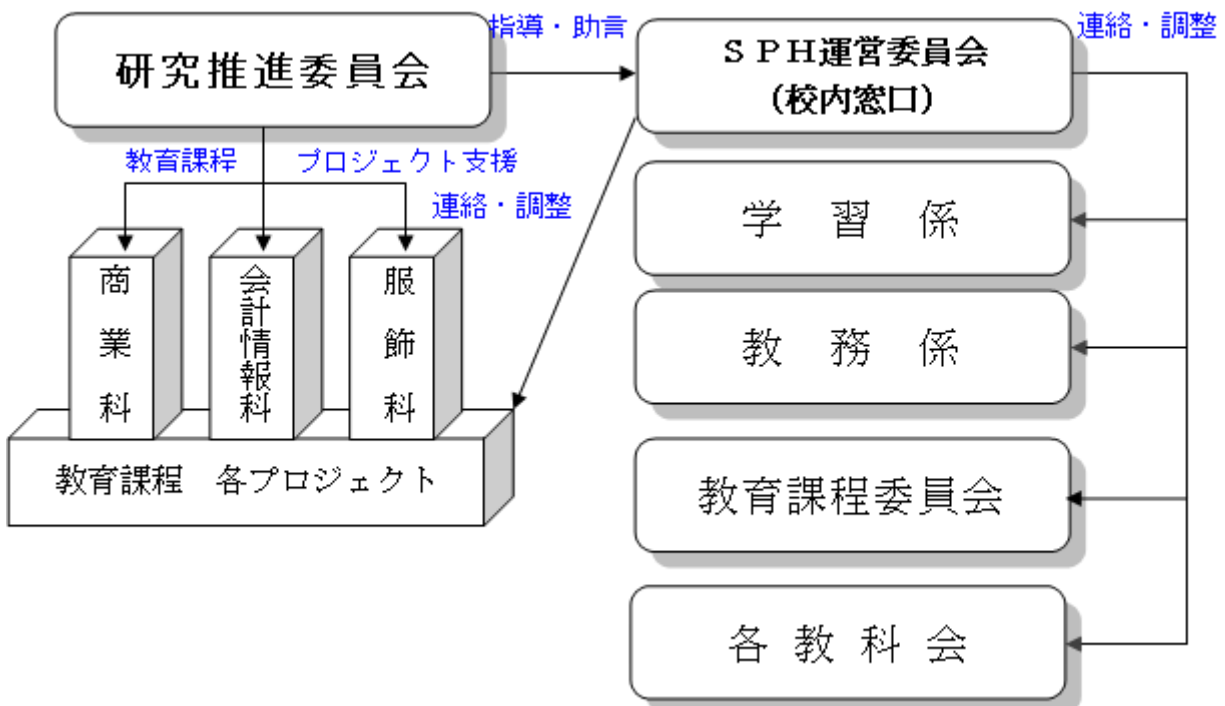 指導・助言
連絡・調整
研究推進委員会
ＳＰＨ運営委員会
(校内窓口)
教育課程
プロジェクト支援
連絡・調整
商業科
会計情報科
服飾科
教育課程　各プロジェクト
学　習　係
教　務　係
教育課程委員会
各 教 科 会